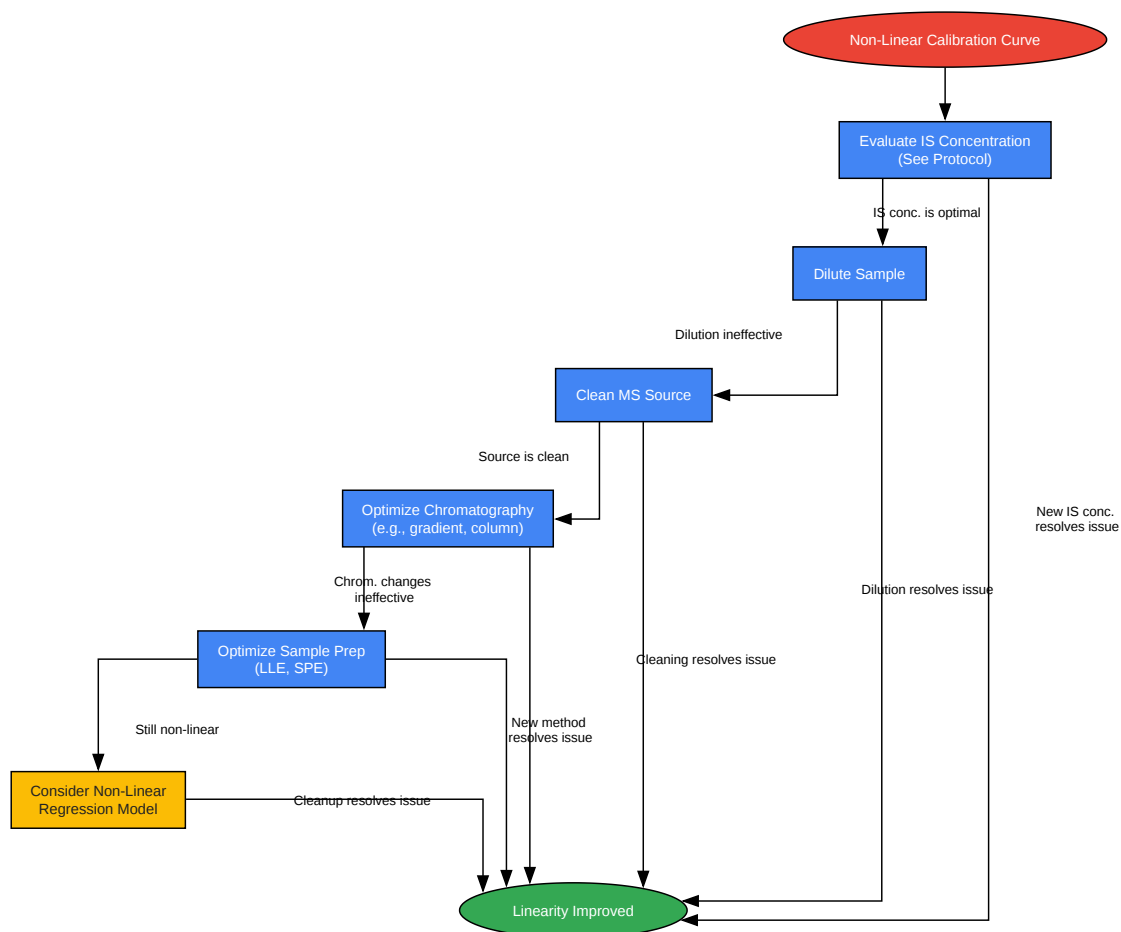 Non-Linear Calibration Curve
Evaluate IS Concentration
(See Protocol)
IS conc. is optimal
Dilute Sample
Dilution ineffective
Clean MS Source
Source is clean
Optimize Chromatography
(e.g., gradient, column)
New IS conc.
resolves issue
Chrom. changes
ineffective
Dilution resolves issue
Optimize Sample Prep
(LLE, SPE)
Cleaning resolves issue
Still non-linear
New method
resolves issue
Consider Non-Linear
Regression Model
Cleanup resolves issue
Linearity Improved